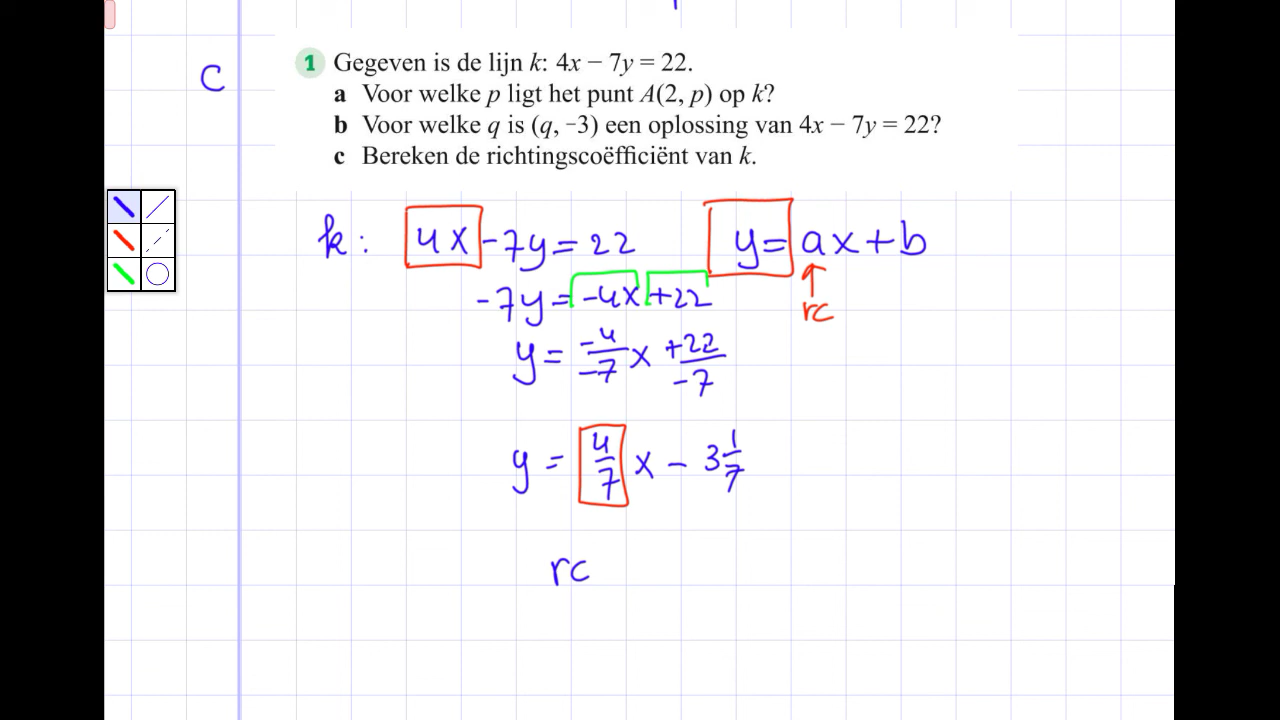 C
1 Gegeven is de lijn k: 4x − 7y = 22.
a Voor welke p ligt het punt A(2, p) op k?
b Voor welke q is (q, −3) een oplossing van 4x − 7y = 22?
c Bereken de richtingscoëfficiënt van k.
k: 4x -7y = 22 y = ax + b
-7y = -4x +22 rc
y = -4/-7 x +22/-7
y = 4/7 x - 3 1/7
rc